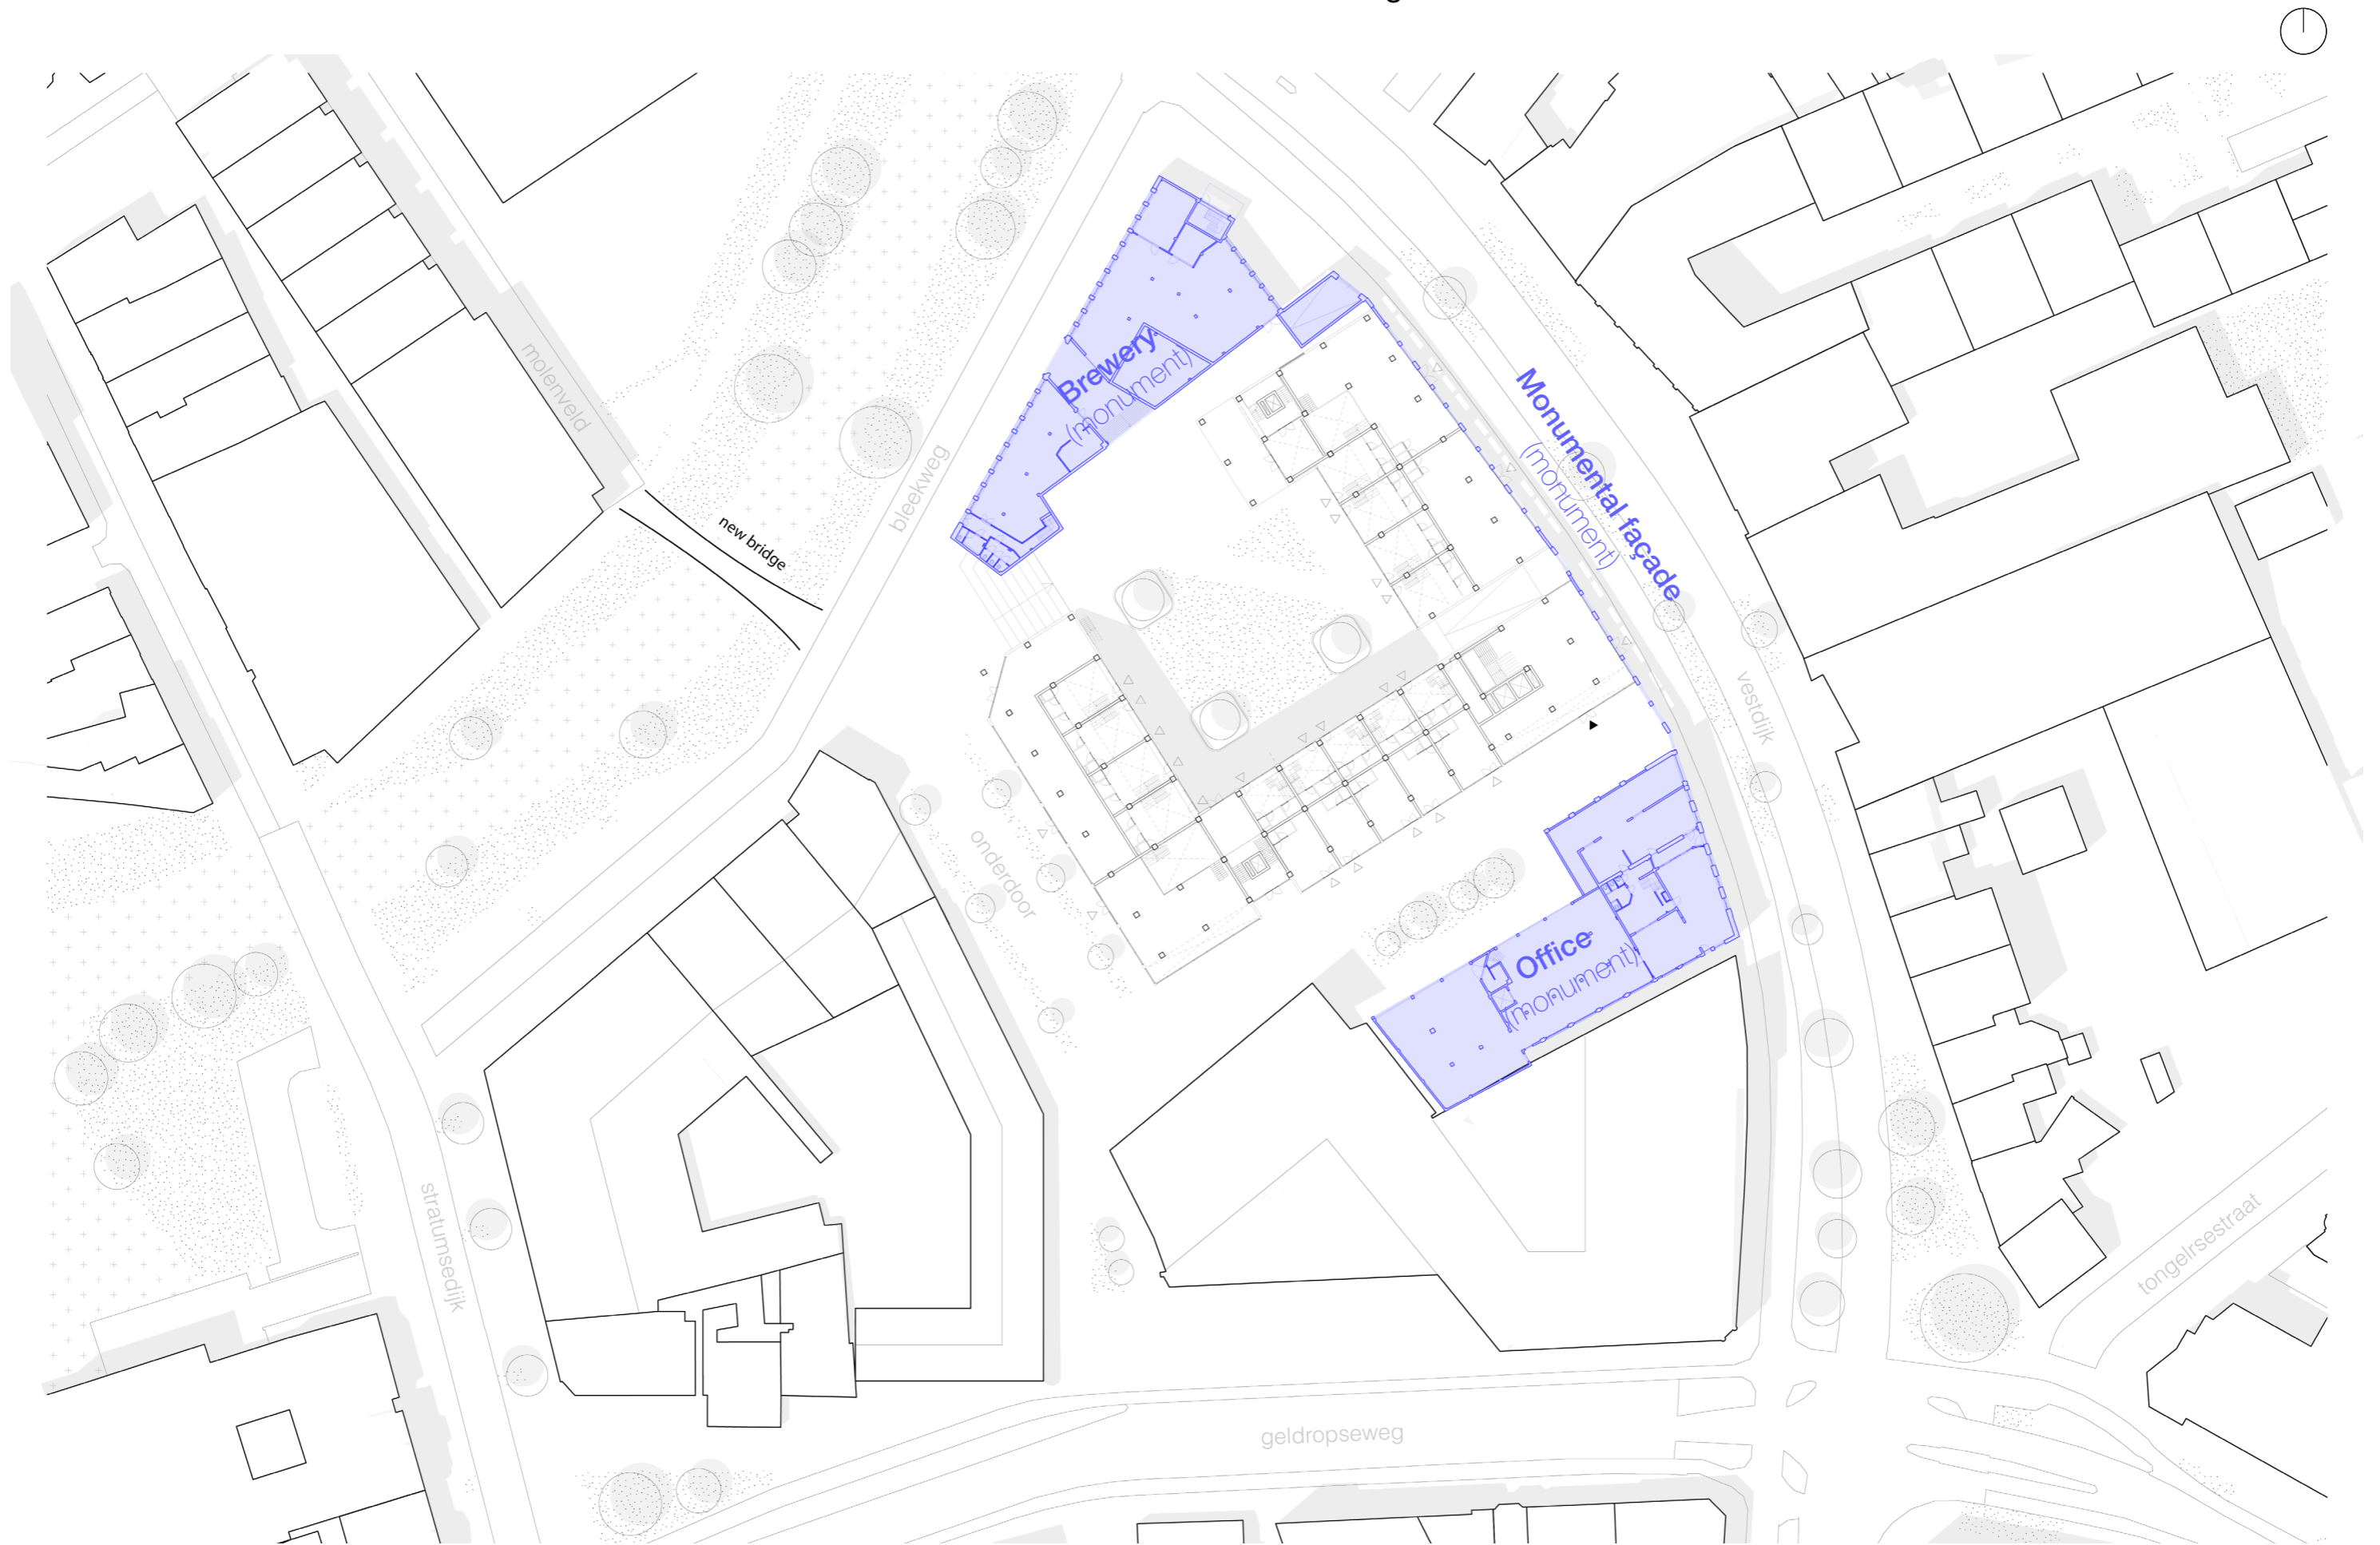 molenveld
new bridge
bleekweg
Brewery
(monument)
Monumental façade
(monument)
vestdijk
onderdoor
Office
(monument)
stratumsedijk
tongelrsestraat
geldropseweg